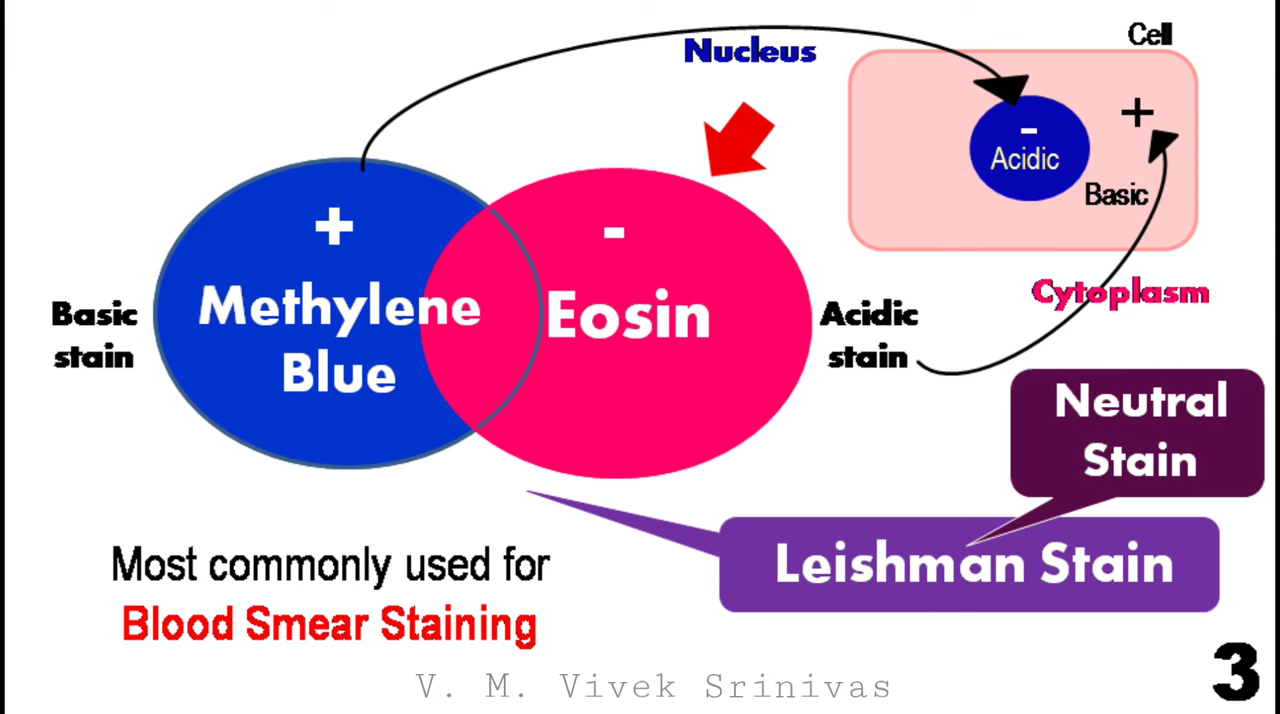 Cell
Nucleus
+
-
Acidic
Basic
+
Methylene
Blue
-
Eosin
Basic
stain
Acidic
stain
Cytoplasm
Neutral
Stain
Leishman Stain
Most commonly used for
Blood Smear Staining
V. M. Vivek Srinivas
3